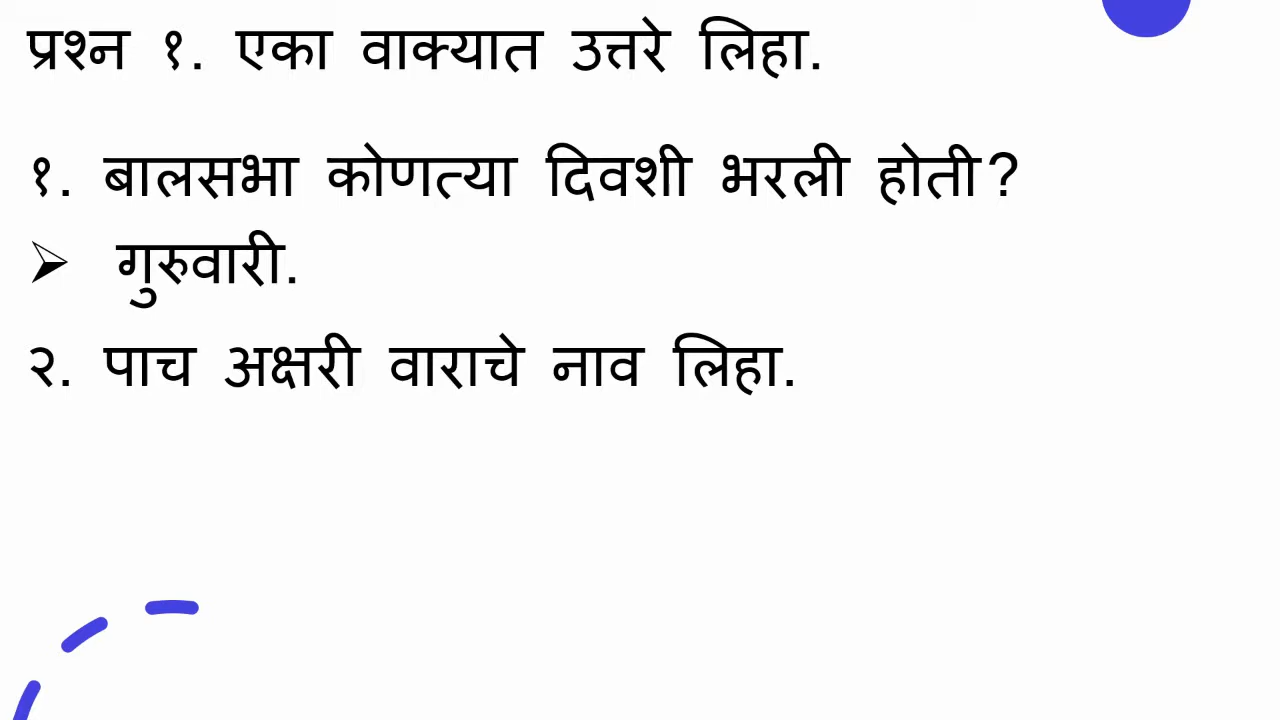 प्रश्न १. एका वाक्यात उत्तरे लिहा.
१. बालसभा कोणत्या दिवशी भरली होती?
➢ गुरुवारी.
२. पाच अक्षरी वाराचे नाव लिहा.